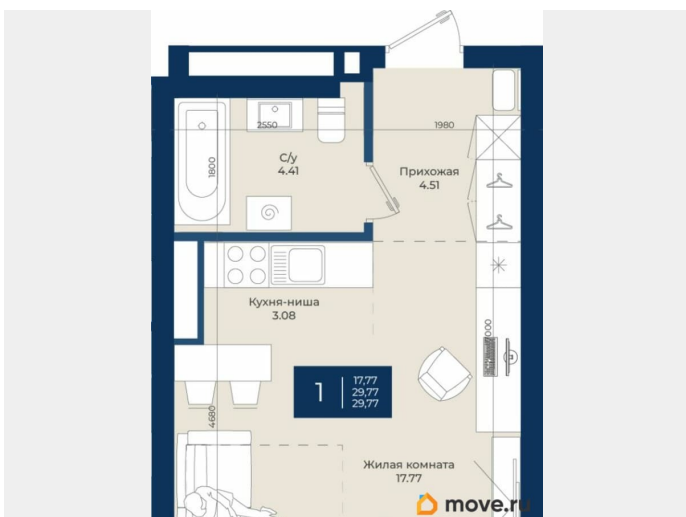 2550
1980
С/у
4.41
1800
Прихожая
4.51
Кухня-ниша
3.08
1
17,77
29,77
29,77
4680
Жилая комната
17.77
move.ru